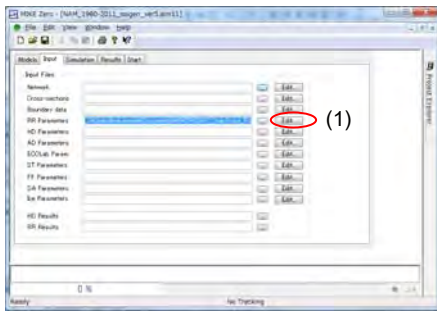 MIKE Zero - [NAM_1960-2011_mogen_ver5.sim11]
File Edit View Window Help
Models Input Simulation Results Start
Input Files
Network Edit...
Cross-sections Edit...
Boundary data Edit...
RR Parameters Edit... (1)
HD Parameters Edit...
AD Parameters Edit...
ECOLab Param. Edit...
ST Parameters Edit...
FF Parameters Edit...
DA Parameters Edit...
Ice Parameters Edit...
HD Results
RR Results
Project Explorer
0 %
Ready No Tracking